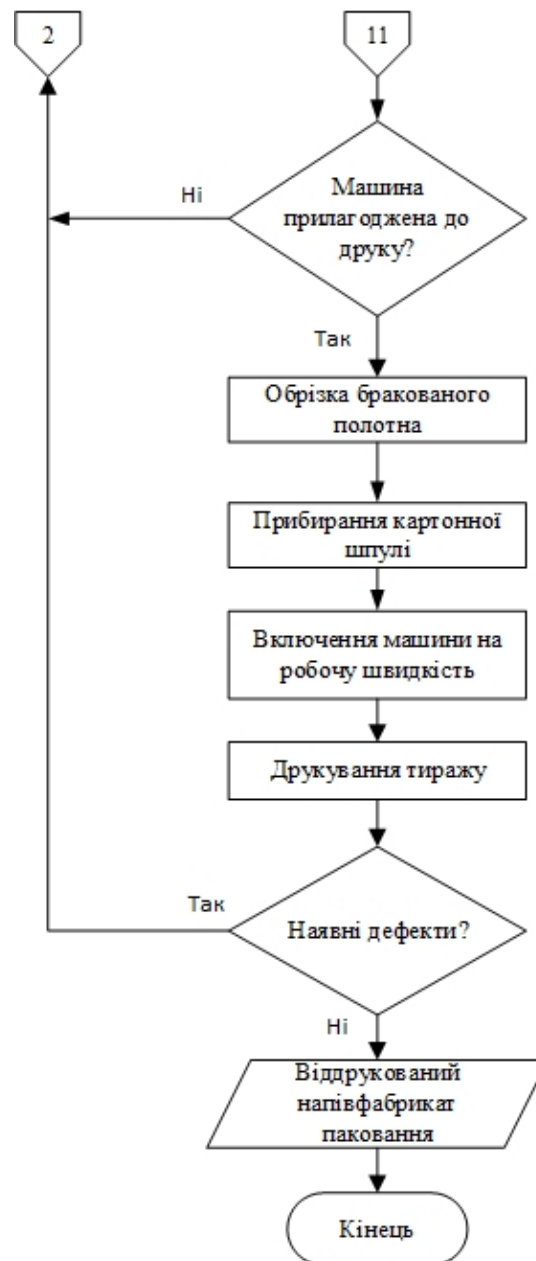 2
11
Машина
прилагоджена до
друку?
Ні
Так
Обрізка бракованого
полотна
Прибирання картонної
шпулі
Включення машини на
робочу швидкість
Друкування тиражу
Так
Наявні дефекти?
Ні
Віддрукований
напівфабрикат
паковання
Кінець